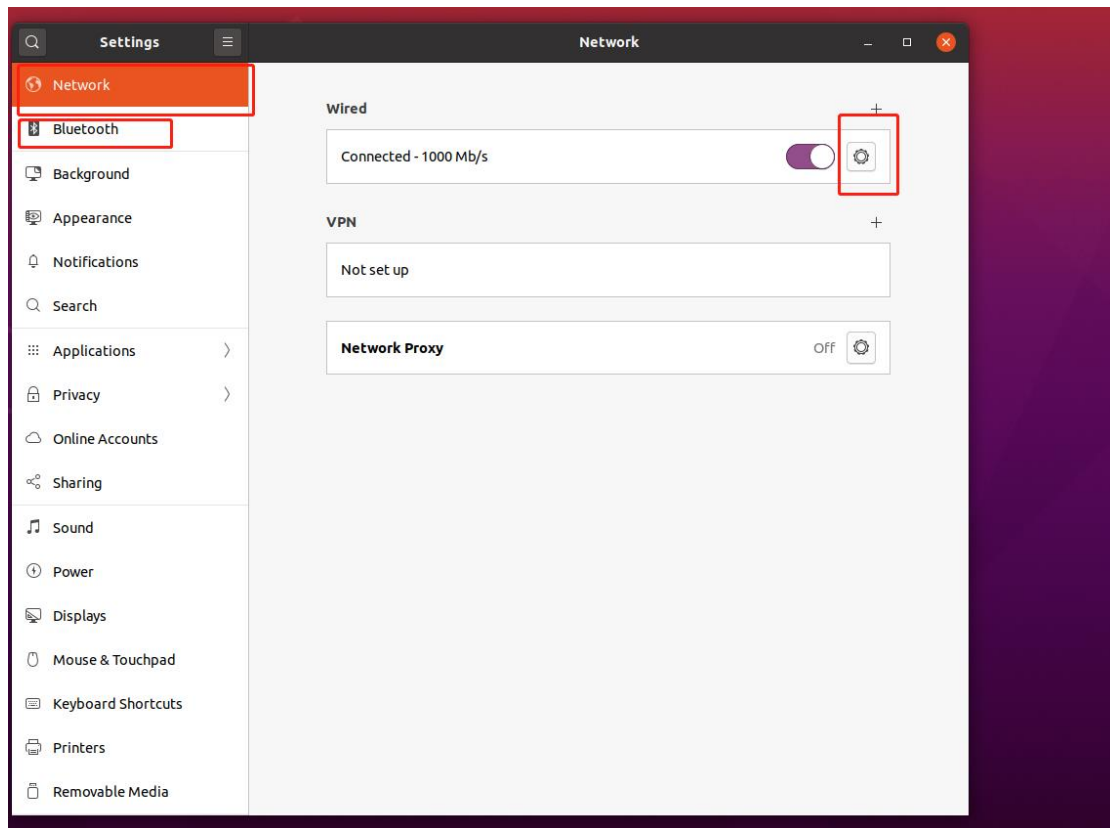 Settings
Network
Network
Bluetooth
Background
Appearance
Notifications
Search
Applications
Privacy
Online Accounts
Sharing
Sound
Power
Displays
Mouse & Touchpad
Keyboard Shortcuts
Printers
Removable Media
Wired
Connected - 1000 Mb/s
VPN
Not set up
Network Proxy Off